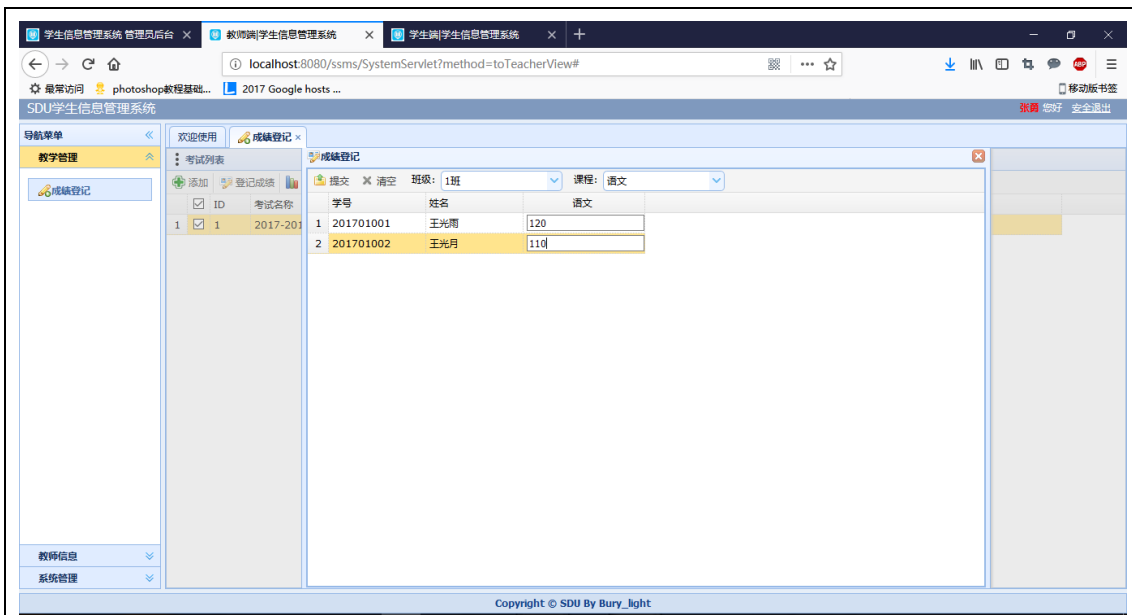 学生信息管理系统 管理员后台
教师端|学生信息管理系统
学生端|学生信息管理系统
localhost:8080/ssms/SystemServlet?method=toTeacherView#
ABP
最常访问 photoshop教程基础... 2017 Google hosts ... 移动版书签
SDU学生信息管理系统 张勇 您好 安全退出
导航菜单
教学管理
成绩登记
教师信息
系统管理
欢迎使用 成绩登记
考试列表
添加 登记成绩
ID 考试名称
1 1 2017-201
成绩登记
提交 清空 班级: 1班 课程: 语文
学号 姓名 语文
1 201701001 王光雨 120
2 201701002 王光月 110
Copyright © SDU By Bury_light